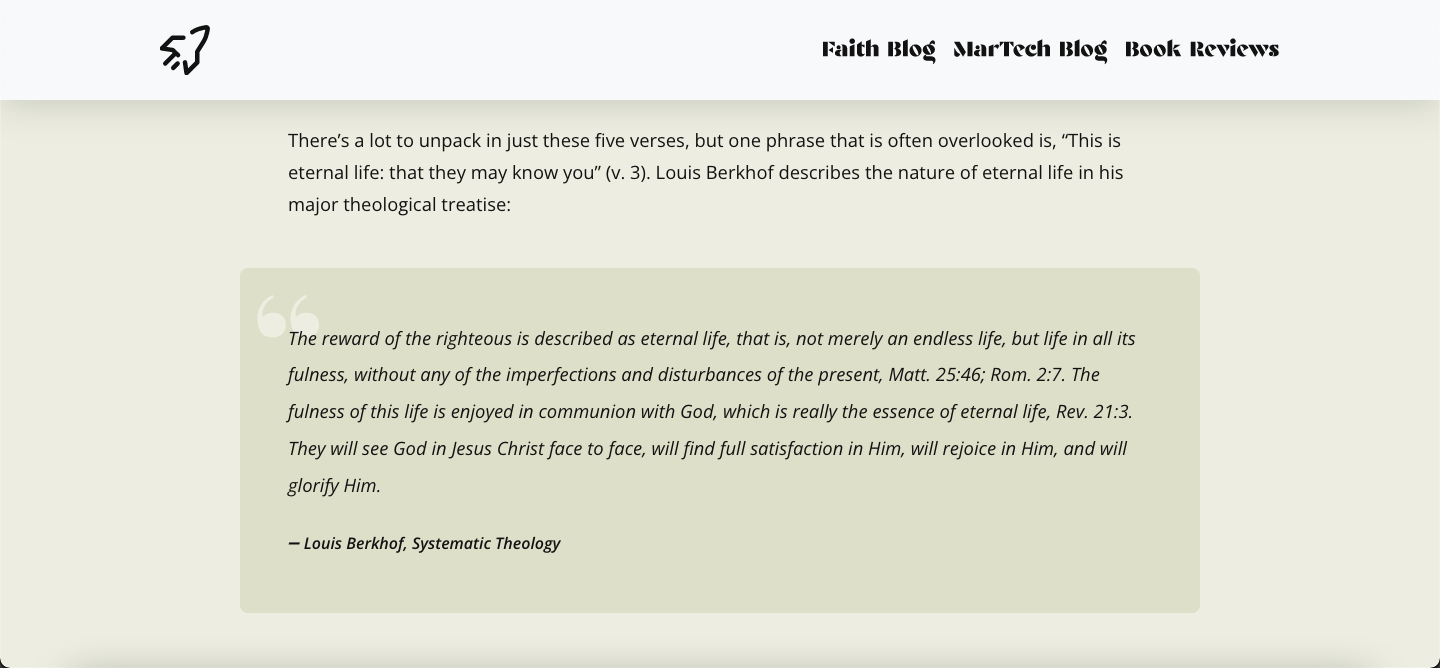 Faith Blog MarTech Blog Book Reviews
There’s a lot to unpack in just these five verses, but one phrase that is often overlooked is, “This is
eternal life: that they may know you” (v. 3). Louis Berkhof describes the nature of eternal life in his
major theological treatise:
“
The reward of the righteous is described as eternal life, that is, not merely an endless life, but life in all its
fulness, without any of the imperfections and disturbances of the present, Matt. 25:46; Rom. 2:7. The
fulness of this life is enjoyed in communion with God, which is really the essence of eternal life, Rev. 21:3.
They will see God in Jesus Christ face to face, will find full satisfaction in Him, will rejoice in Him, and will
glorify Him.
— Louis Berkhof, Systematic Theology